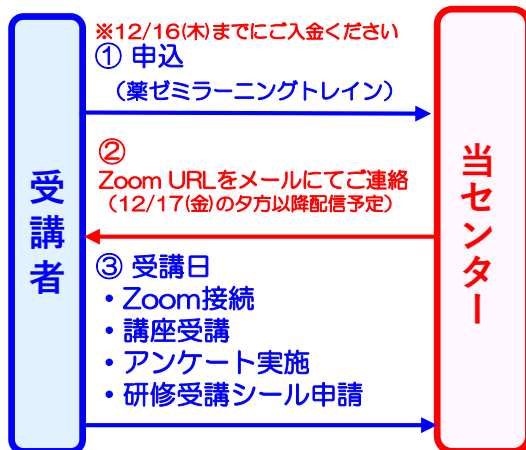 ※12/16(木)までにご入金ください
① 申込
（薬ゼミラーニングトレイン）
②
Zoom URLをメールにてご連絡
（12/17(金)の夕方以降配信予定）
③ 受講日
・Zoom接続
・講座受講
・アンケート実施
・研修受講シール申請
受講者
当センター